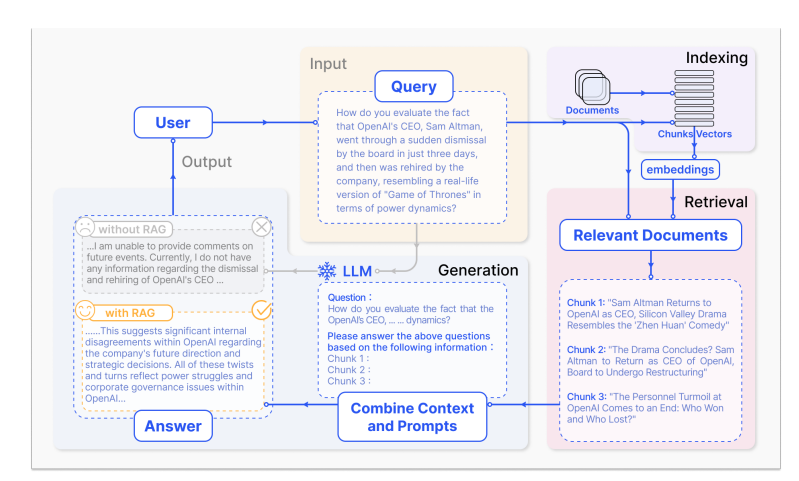 Input
Query
How do you evaluate the fact
that OpenAI's CEO, Sam Altman,
went through a sudden dismissal
by the board in just three days,
and then was rehired by the
company, resembling a real-life
version of "Game of Thrones" in
terms of power dynamics?
Indexing
Documents
Chunks
Vectors
embeddings
User
Output
Retrieval
Relevant Documents
Chunk 1: "Sam Altman Returns to
OpenAI as CEO, Silicon Valley Drama
Resembles the 'Zhen Huan' Comedy"
Chunk 2: "The Drama Concludes? Sam
Altman to Return as CEO of OpenAI,
Board to Undergo Restructuring"
Chunk 3: "The Personnel Turmoil at
OpenAI Comes to an End: Who Won
and Who Lost?"
without RAG
...I am unable to provide comments on
future events. Currently, I do not have
any information regarding the dismissal
and rehiring of OpenAI's CEO ...
with RAG
......This suggests significant internal
disagreements within OpenAI regarding
the company's future direction and
strategic decisions. All of these twists
and turns reflect power struggles and
corporate governance issues within
OpenAI...
Answer
LLM
Generation
Question :
How do you evaluate the fact that the
OpenAI's CEO, ... ... dynamics?
Please answer the above questions
based on the following information :
Chunk 1 :
Chunk 2 :
Chunk 3 :
Combine Context
and Prompts